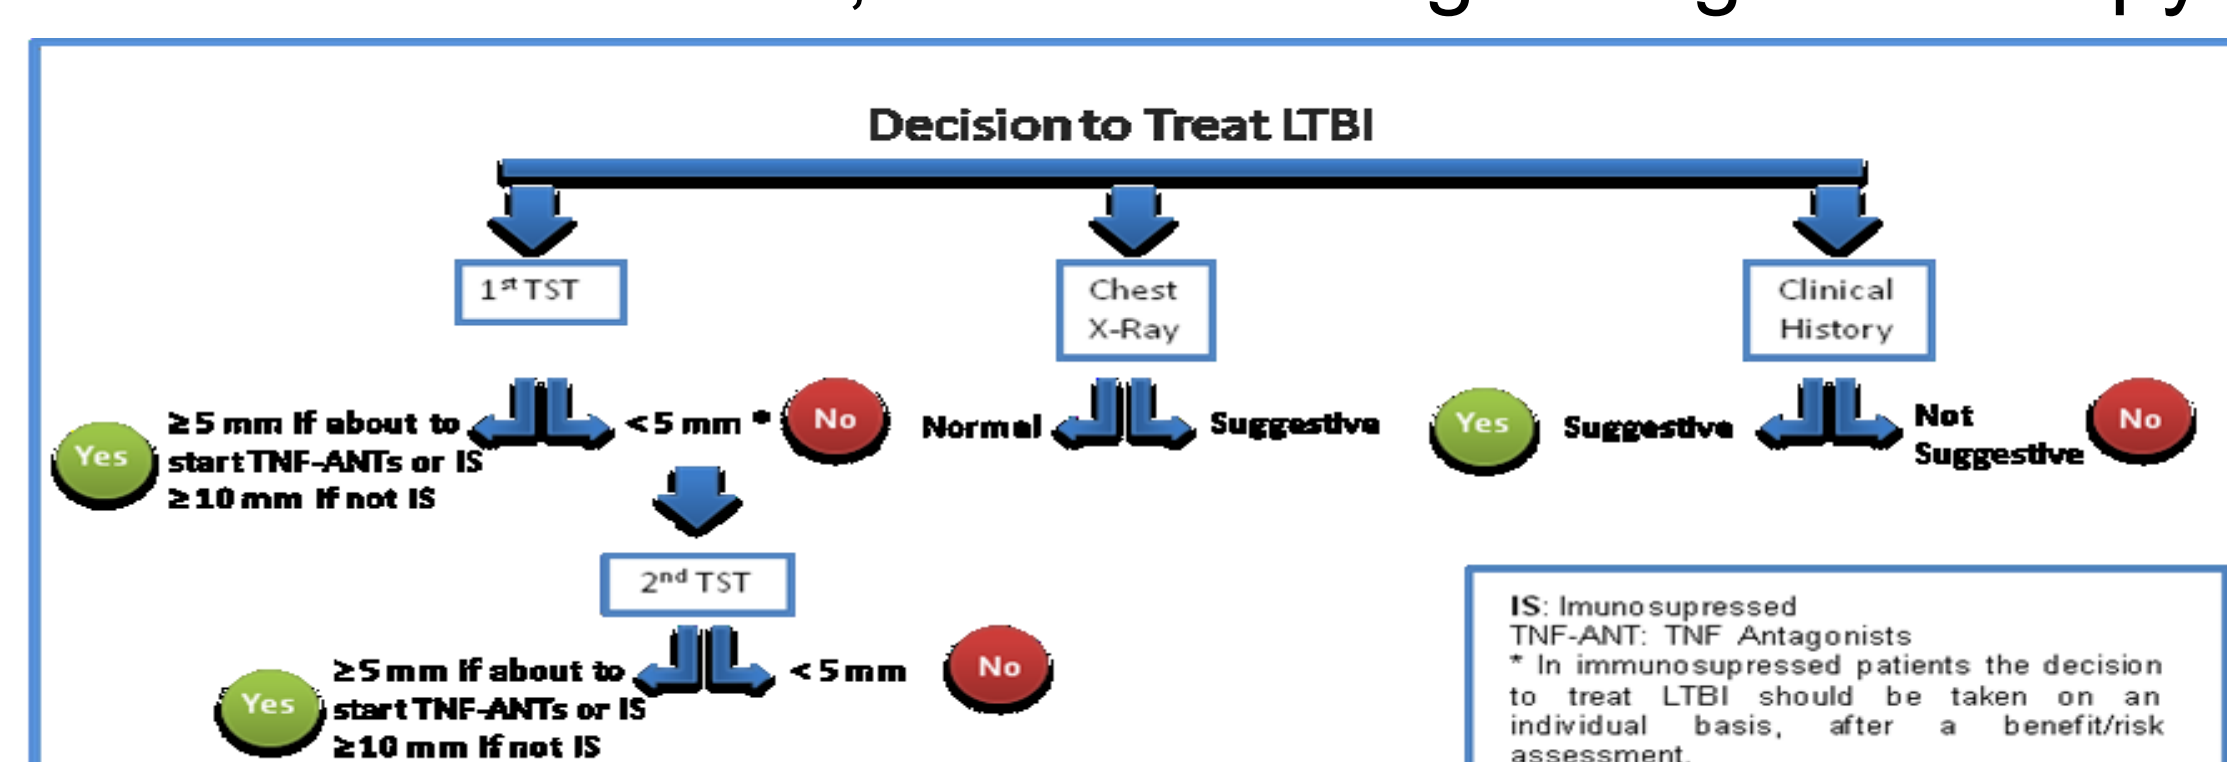 Decision to Treat LTBI
1st TST
Chest
X-Ray
Clinical
History
Yes
≥5 mm If about to
start TNF-ANTs or IS
≥10 mm If not IS
<5 mm *
No
Normal
Suggestive
Yes
Suggestive
Not
Suggestive
No
2nd TST
Yes
≥5 mm If about to
start TNF-ANTs or IS
≥10 mm If not IS
<5 mm
No
IS: Imunosupressed
TNF-ANT: TNF Antagonists
* In immunosupressed patients the decision
to treat LTBI should be taken on an
individual basis, after a benefit/risk
assessment.